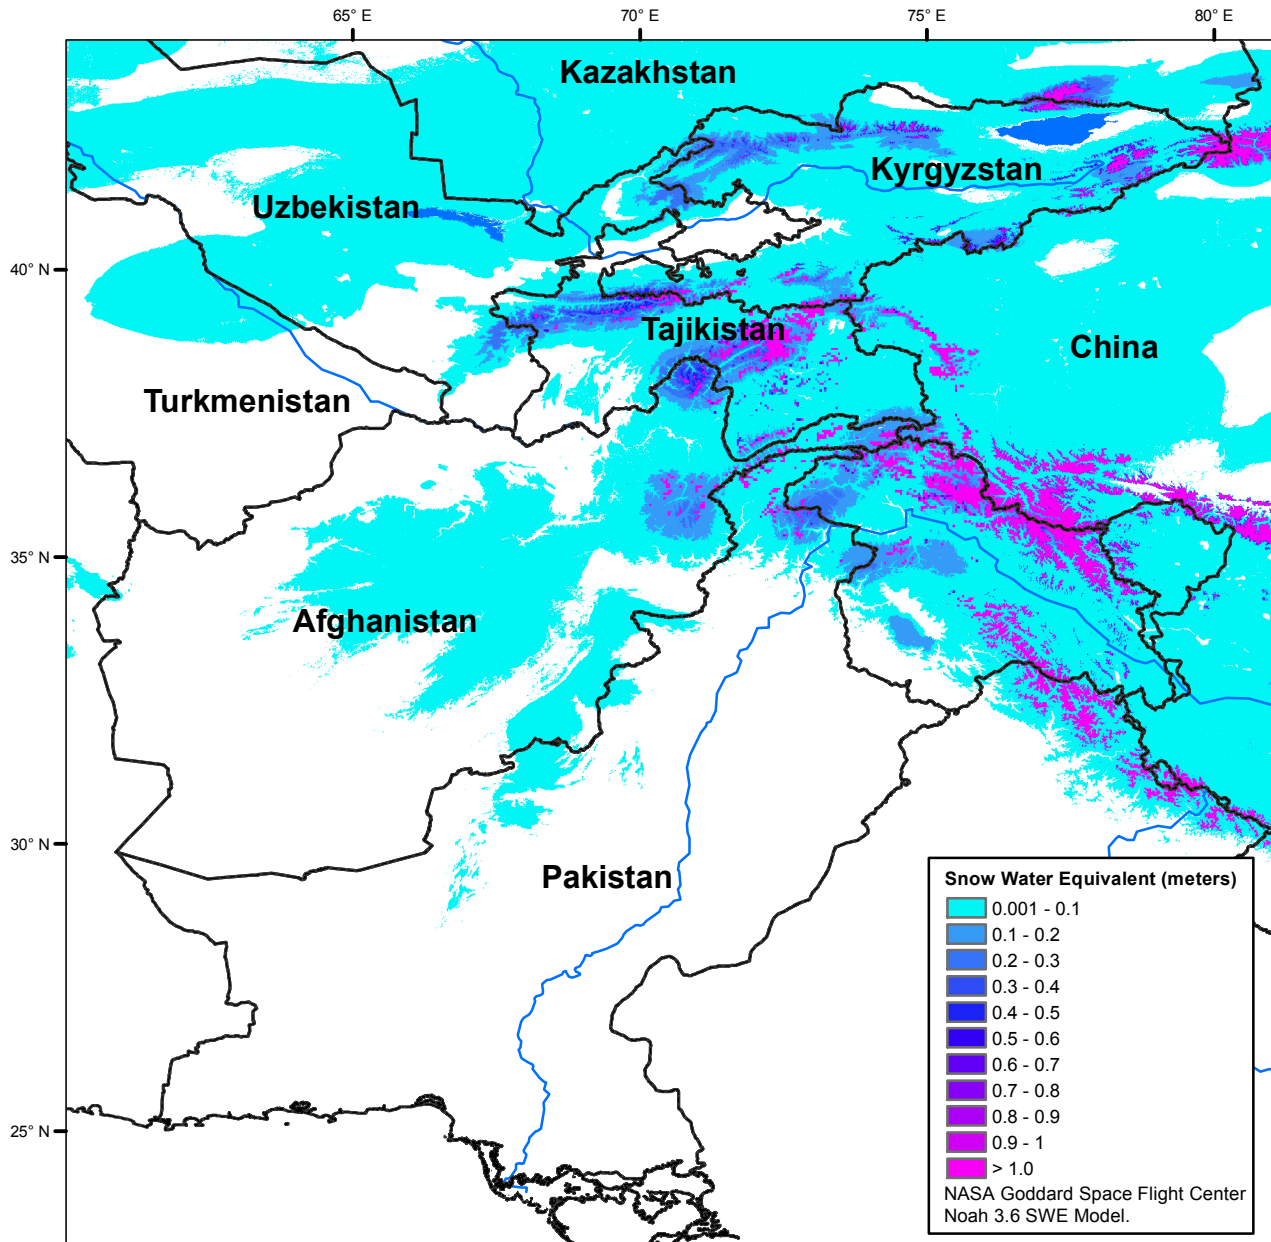 65° E
70° E
75° E
80° E
Kazakhstan
Kyrgyzstan
Uzbekistan
40° N
Tajikistan
China
Turkmenistan
35° N
Afghanistan
30° N
Pakistan
Snow Water Equivalent (meters)
0.001 - 0.1
0.1 - 0.2
0.2 - 0.3
0.3 - 0.4
0.4 - 0.5
0.5 - 0.6
0.6 - 0.7
0.7 - 0.8
0.8 - 0.9
0.9 - 1
> 1.0
NASA Goddard Space Flight Center
Noah 3.6 SWE Model.
25° N